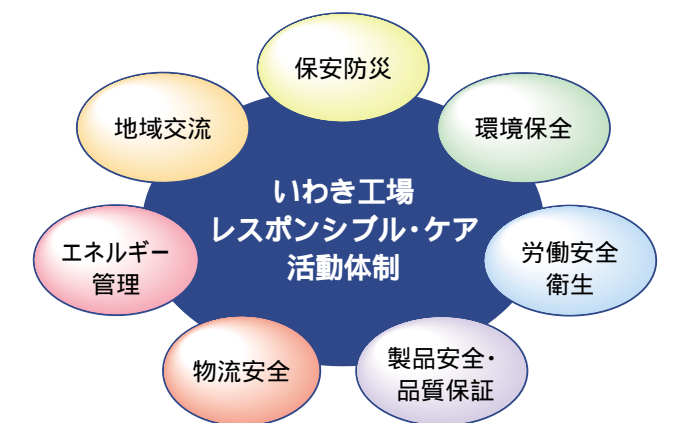 保安防災
地域交流
環境保全
いわき工場
レスポンシブル・ケア
活動体制
エネルギー
管理
労働安全
衛生
物流安全
製品安全・
品質保証